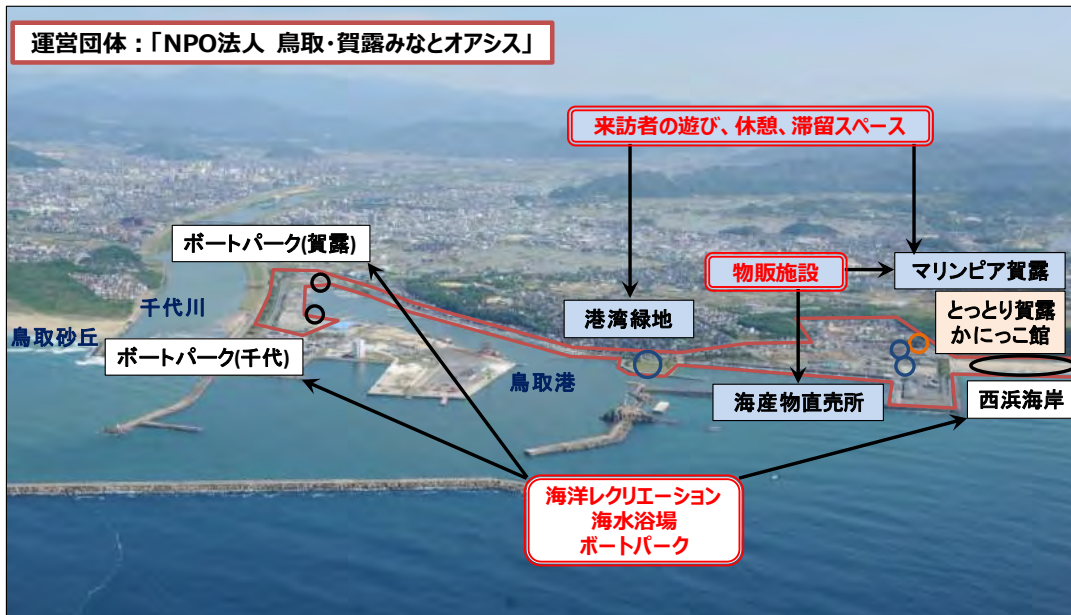 運営団体：「NPO法人 鳥取・賀露みなとオアシス」
来訪者の遊び、休憩、滞留スペース
ボートパーク(賀露)
物販施設
マリンピア賀露
千代川
港湾緑地
とっとり賀露
かにっこ館
鳥取砂丘
ボートパーク(千代)
鳥取港
海産物直売所
西浜海岸
海洋レクリエーション
海水浴場
ボートパーク